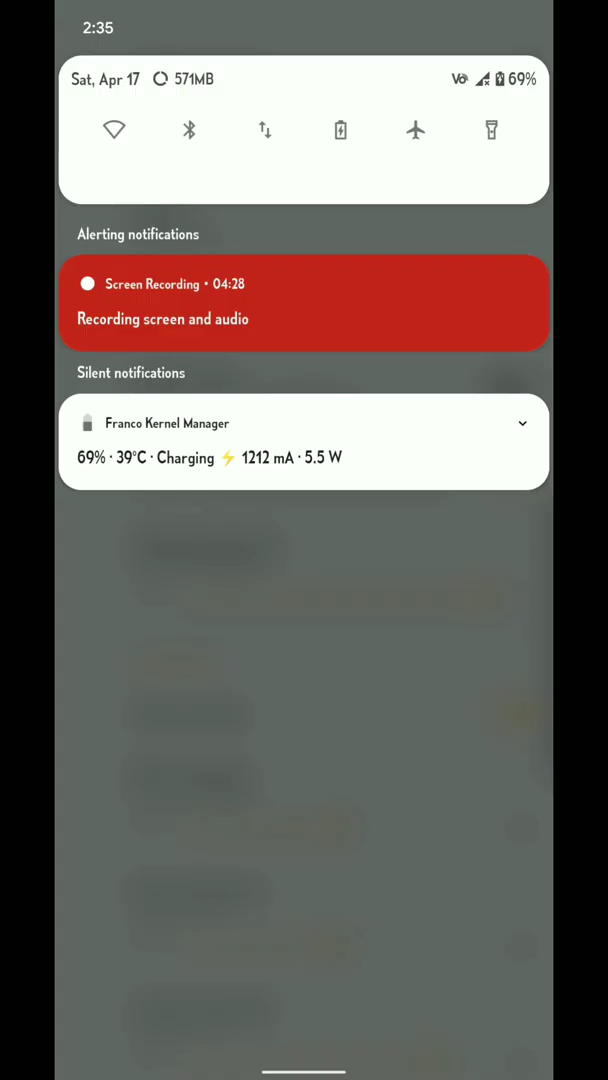 2:35
Sat, Apr 17 571MB 69%
Alerting notifications
Screen Recording • 04:28
Recording screen and audio
Silent notifications
Franco Kernel Manager
69% · 39°C · Charging ⚡ 1212 mA · 5.5 W